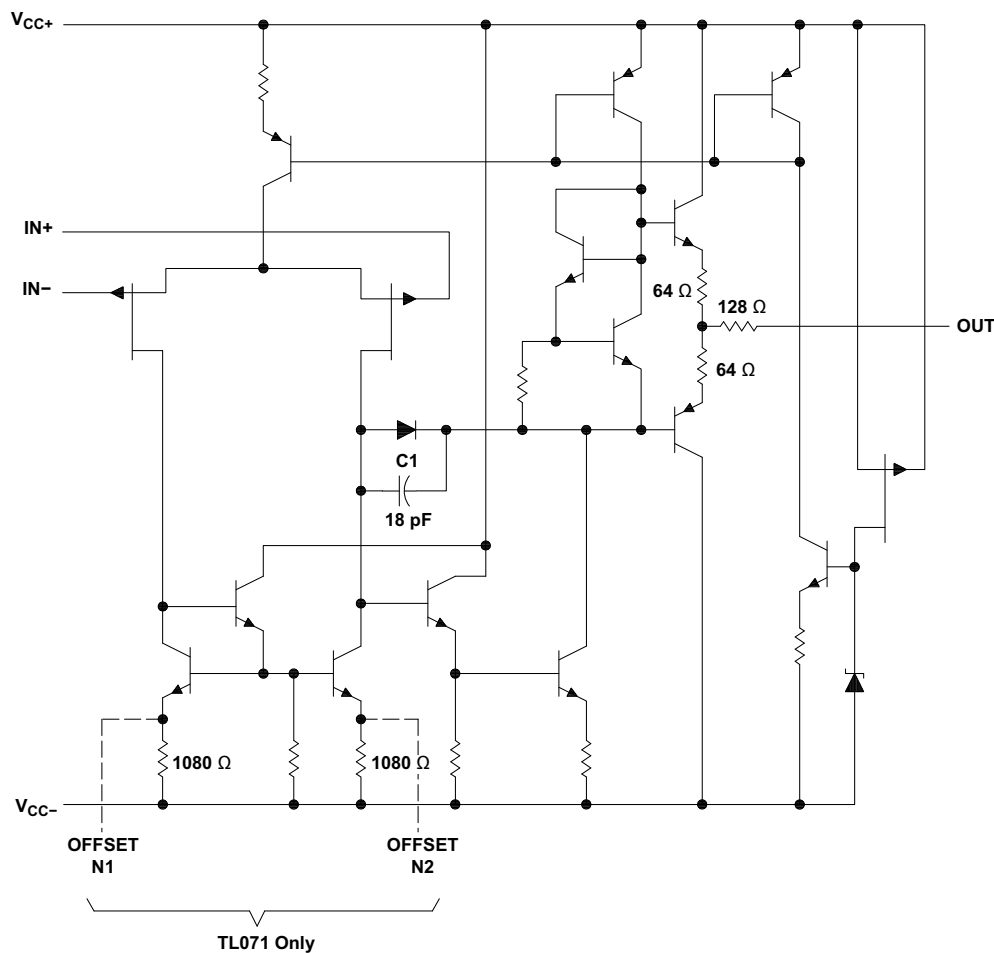 VCC+
IN+
IN−
64 Ω
128 Ω
OUT
64 Ω
C1
18 pF
1080 Ω
1080 Ω
VCC−
OFFSET
N1
OFFSET
N2
TL071 Only